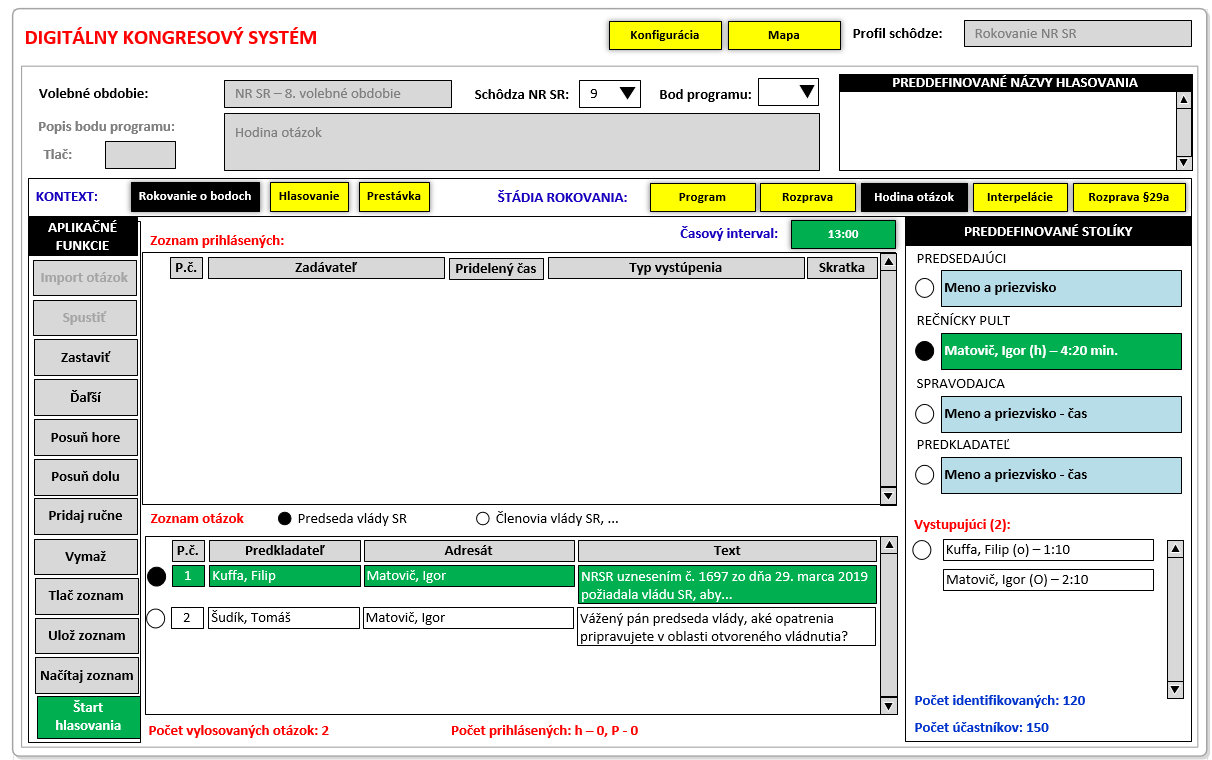 DIGITÁLNY KONGRESOVÝ SYSTÉM
Konfigurácia
Mapa
Profil schôdze:
Rokovanie NR SR
Volebné obdobie:
NR SR – 8. volebné obdobie
Schôdza NR SR:
9
Bod programu:
PREDDEFINOVANÉ NÁZVY HLASOVANIA
Popis bodu programu:
Hodina otázok
Tlač:
KONTEXT:
Rokovanie o bodoch
Hlasovanie
Prestávka
ŠTÁDIA ROKOVANIA:
Program
Rozprava
Hodina otázok
Interpelácie
Rozprava §29a
APLIKAČNÉ
FUNKCIE
Import otázok
Spustiť
Zastaviť
Ďaľší
Posuň hore
Posuň dolu
Pridaj ručne
Vymaž
Tlač zoznam
Ulož zoznam
Načítaj zoznam
Štart
hlasovania
Zoznam prihlásených:
Časový interval:
13:00
P.č.
Zadávateľ
Pridelený čas
Typ vystúpenia
Skratka
Zoznam otázok
Predseda vlády SR
Členovia vlády SR, ...
P.č.
Predkladateľ
Adresát
Text
1
Kuffa, Filip
Matovič, Igor
NRSR uznesením č. 1697 zo dňa 29. marca 2019
požiadala vládu SR, aby...
2
Šudík, Tomáš
Matovič, Igor
Vážený pán predseda vlády, aké opatrenia
pripravujete v oblasti otvoreného vládnutia?
Počet vylosovaných otázok: 2
Počet prihlásených: h – 0, P - 0
PREDDEFINOVANÉ STOLÍKY
PREDSEDAJÚCI
Meno a priezvisko
REČNÍCKY PULT
Matovič, Igor (h) – 4:20 min.
SPRAVODAJCA
Meno a priezvisko - čas
PREDKLADATEĽ
Meno a priezvisko - čas
Vystupujúci (2):
Kuffa, Filip (o) – 1:10
Matovič, Igor (O) – 2:10
Počet identifikovaných: 120
Počet účastníkov: 150